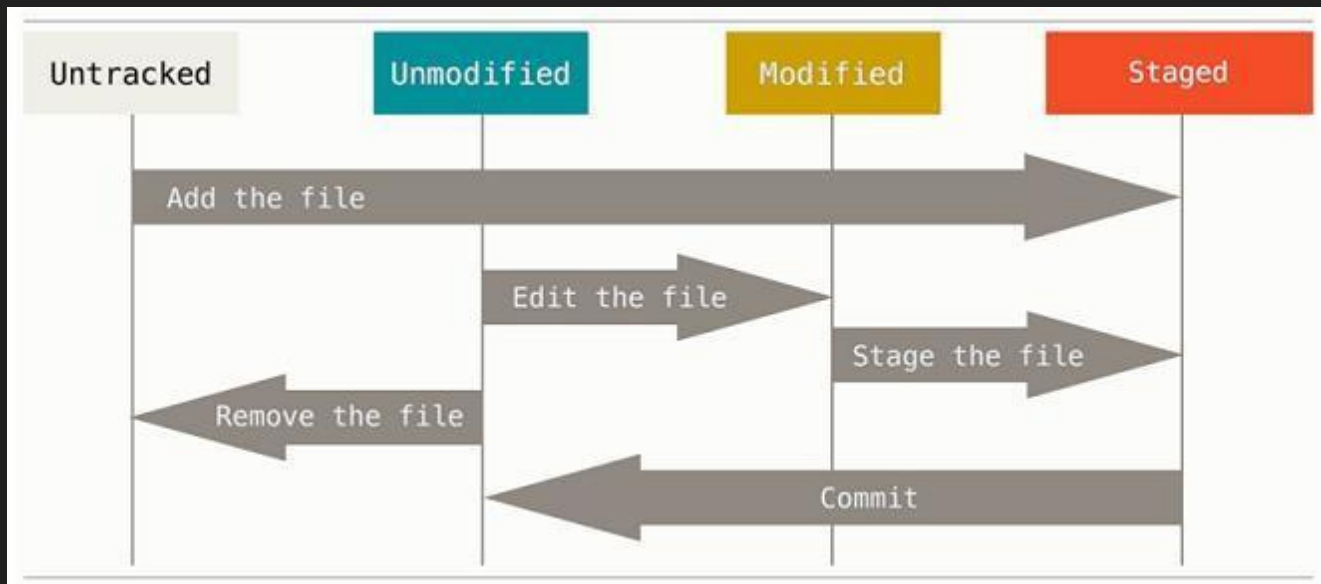 Untracked
Unmodified
Modified
Staged
Add the file
Edit the file
Stage the file
Remove the file
Commit